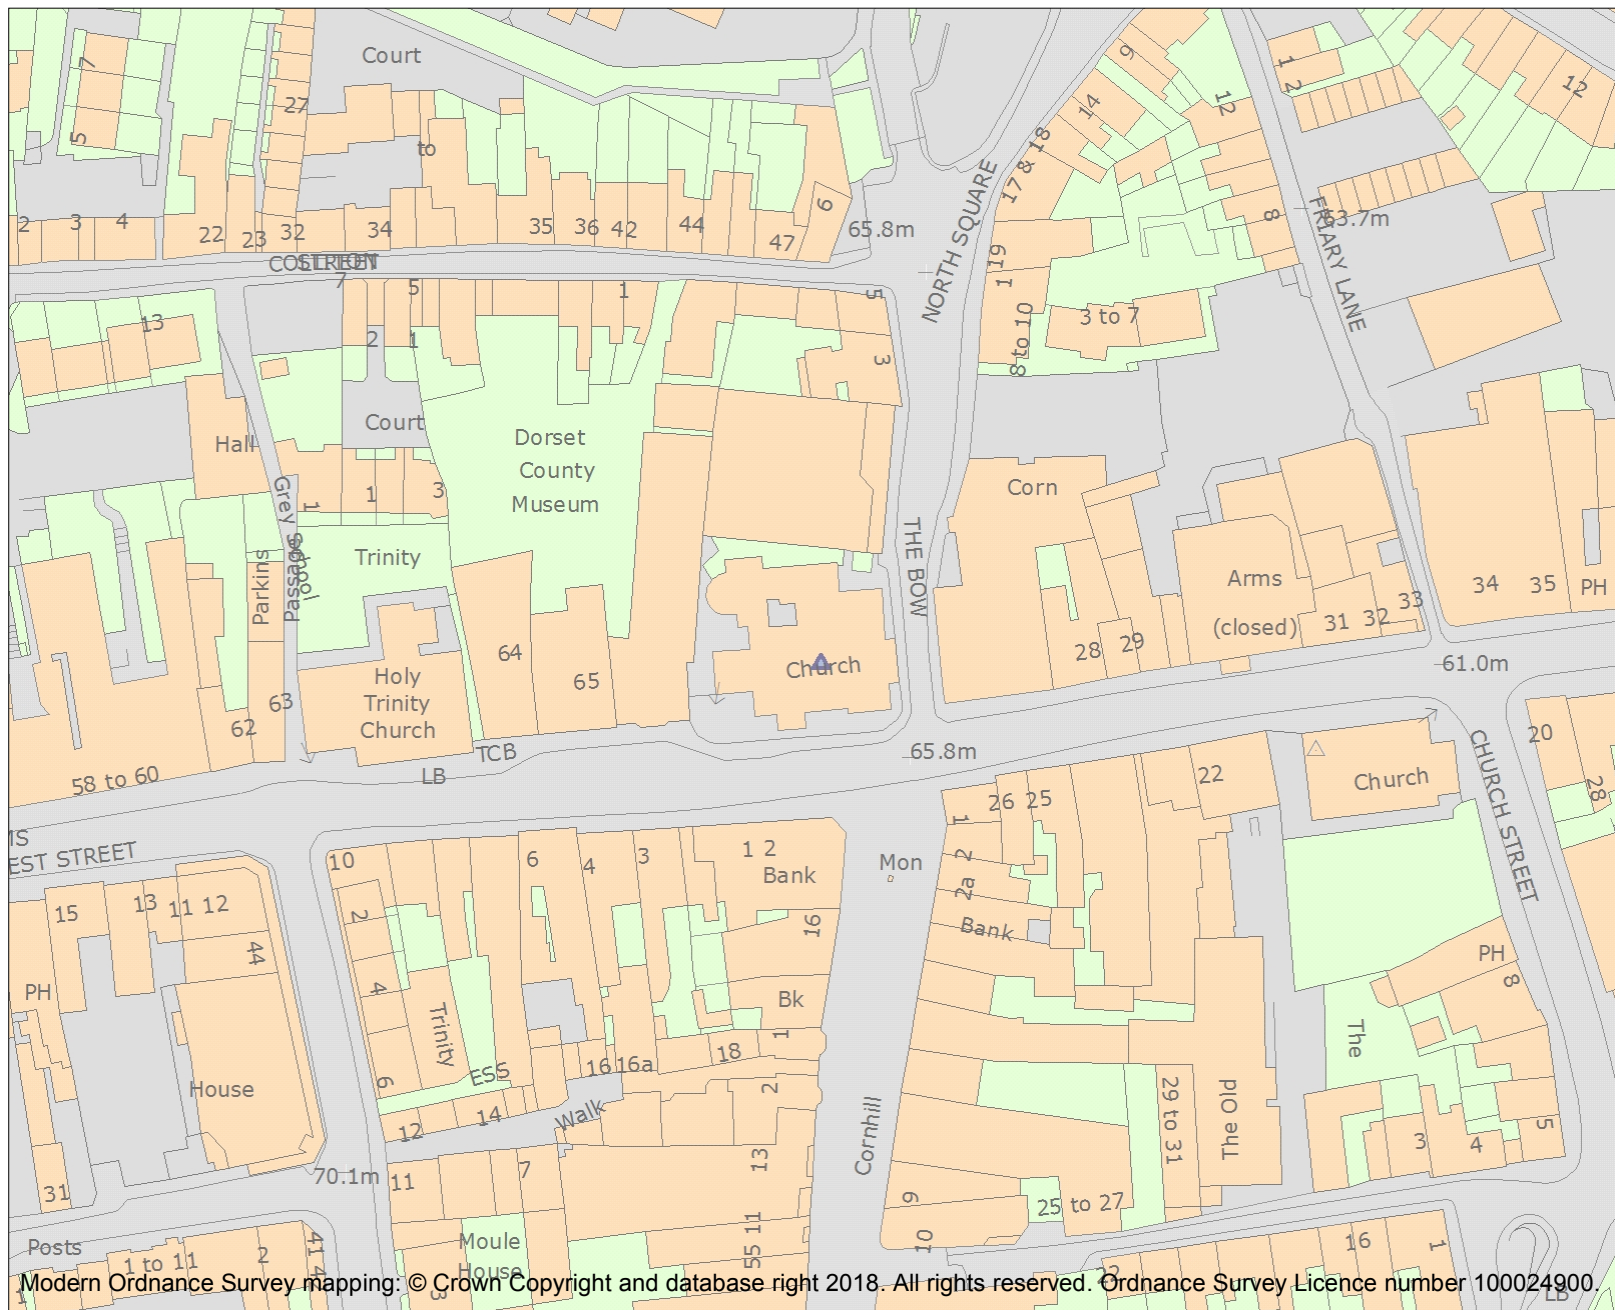 Court
7
5
27
to
9
14
12
1
2
12
17 & 18
2
3
4
22
23
32
34
35
36
42
44
47
6
65.8m
NORTH SQUARE
8
63.7m
FRIARY LANE
COLLITON
STREET
7
5
1
5
19
1
8 to 10
3 to 7
13
2
1
3
Court
Hall
Dorset
County
Museum
1
1
3
Corn
Grey School
Passage
Parkins
Trinity
THE BOW
Arms
(closed)
34
35
PH
28
29
31
32
33
64
65
Church
61.0m
Holy
Trinity
Church
62
63
58 to 60
TCB
LB
65.8m
20
28
CHURCH STREET
22
Church
26
25
1
2
2a
Bank
MS
EST STREET
10
6
4
3
1 2
Bank
Mon
15
13
11
12
44
2
4
16
PH
Bk
PH
8
Trinity
ESS
16
16a
18
1
The
House
6
12
14
Walk
2
Cornhill
29 to 31
The Old
3
4
5
31
70.1m
11
7
13
6
10
25 to 27
Posts
1 to 11
2
41
Moule
House
11
55
3
22
16
1
LB
Modern Ordnance Survey mapping: © Crown Copyright and database right 2018. All rights reserved. Ordnance Survey Licence number 100024900.